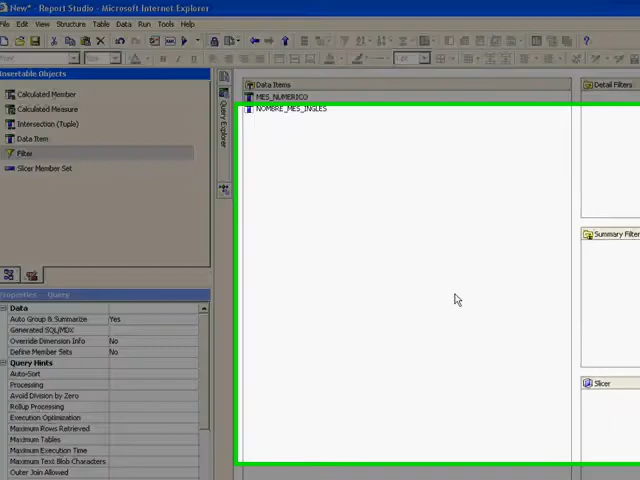 New* - Report Studio - Microsoft Internet Explorer
File Edit View Structure Table Data Run Tools Help
Font Size
Insertable Objects
Calculated Member
Calculated Measure
Intersection (Tuple)
Data Item
Filter
Slicer Member Set
Query Explorer
Data Items
MES_NUMERICO
NOMBRE_MES_INGLES
Detail Filters
Summary Filter
Slicer
Properties - Query
Data
Auto Group & Summarize Yes
Generated SQL/MDX
Override Dimension Info No
Define Member Sets No
Query Hints
Auto-Sort
Processing
Avoid Division by Zero
Rollup Processing
Execution Optimization
Maximum Rows Retrieved
Maximum Tables
Maximum Execution Time
Maximum Text Blob Characters
Outer Join Allowed